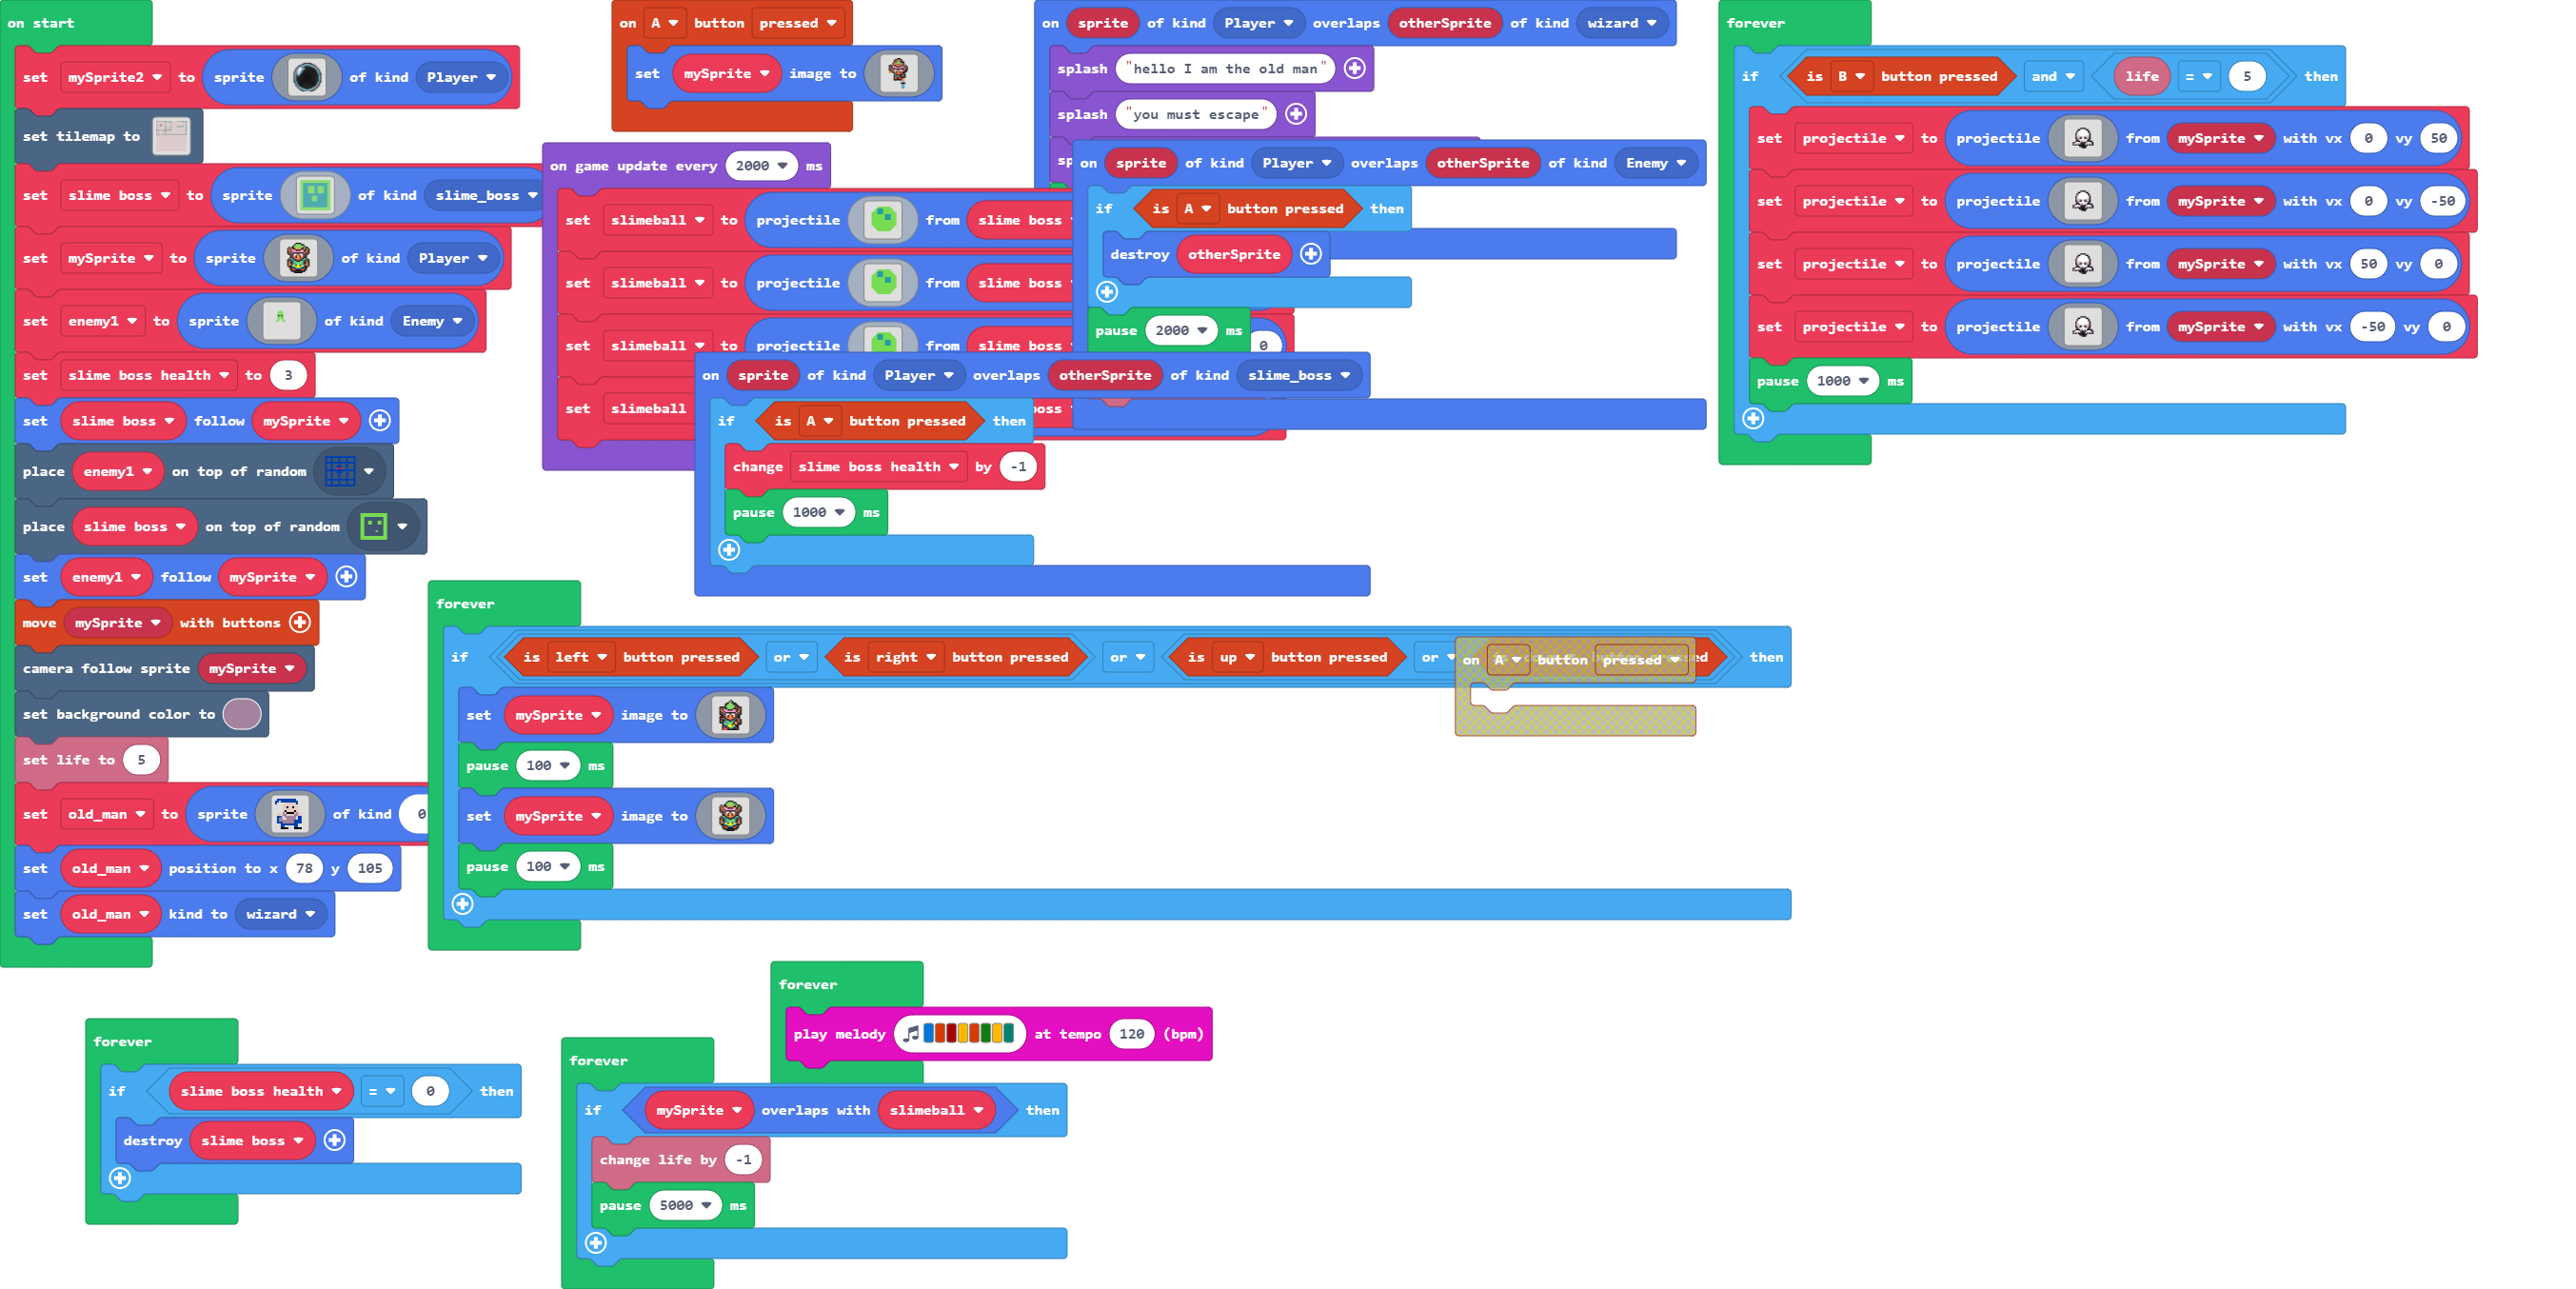 on start
set mySprite2 to sprite of kind Player
set tilemap to
set slime boss to sprite of kind slime_boss
set mySprite to sprite of kind Player
set enemy1 to sprite of kind Enemy
set slime boss health to 3
set slime boss follow mySprite
place enemy1 on top of random
place slime boss on top of random
set enemy1 follow mySprite
move mySprite with buttons
camera follow sprite mySprite
set background color to
set life to 5
set old_man to sprite of kind 0
set old_man position to x 78 y 105
set old_man kind to wizard
on A button pressed
set mySprite image to
on game update every 2000 ms
set slimeball to projectile from slime boss
set slimeball to projectile from slime boss
set slimeball to projectile from slime boss 0
set slimeball
on sprite of kind Player overlaps otherSprite of kind wizard
splash "hello I am the old man"
splash "you must escape"
on sprite of kind Player overlaps otherSprite of kind Enemy
if is A button pressed then
destroy otherSprite
pause 2000 ms
on sprite of kind Player overlaps otherSprite of kind slime_boss
if is A button pressed then
change slime boss health by -1
pause 1000 ms
forever
if is B button pressed and life = 5 then
set projectile to projectile from mySprite with vx 0 vy 50
set projectile to projectile from mySprite with vx 0 vy -50
set projectile to projectile from mySprite with vx 50 vy 0
set projectile to projectile from mySprite with vx -50 vy 0
pause 1000 ms
forever
if is left button pressed or is right button pressed or is up button pressed or then
set mySprite image to
pause 100 ms
set mySprite image to
pause 100 ms
on A button pressed
forever
play melody at tempo 120 (bpm)
forever
if slime boss health = 0 then
destroy slime boss
forever
if mySprite overlaps with slimeball then
change life by -1
pause 5000 ms